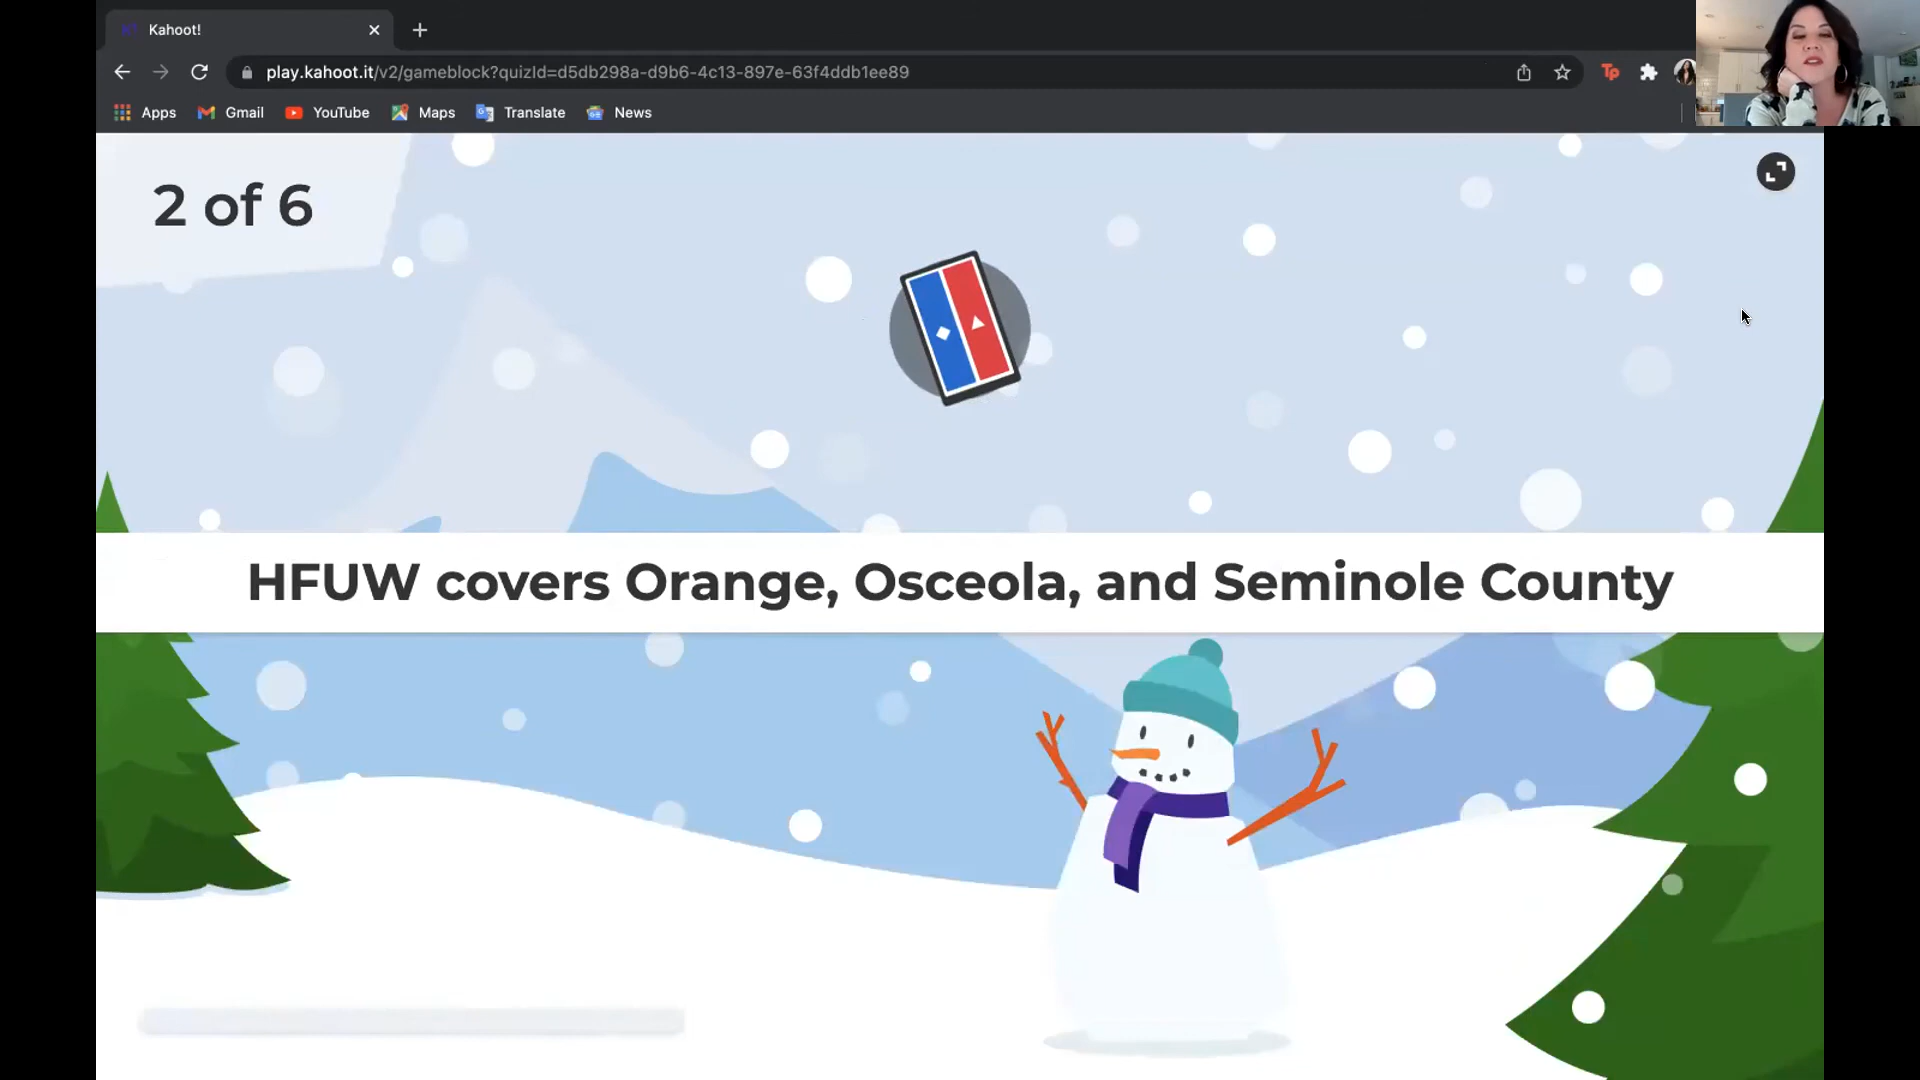 Kahoot!
play.kahoot.it/v2/gameblock?quizId=d5db298a-d9b6-4c13-897e-63f4ddb1ee89
Tp
Apps
Gmail
YouTube
Maps
Translate
News
2 of 6
HFUW covers Orange, Osceola, and Seminole County